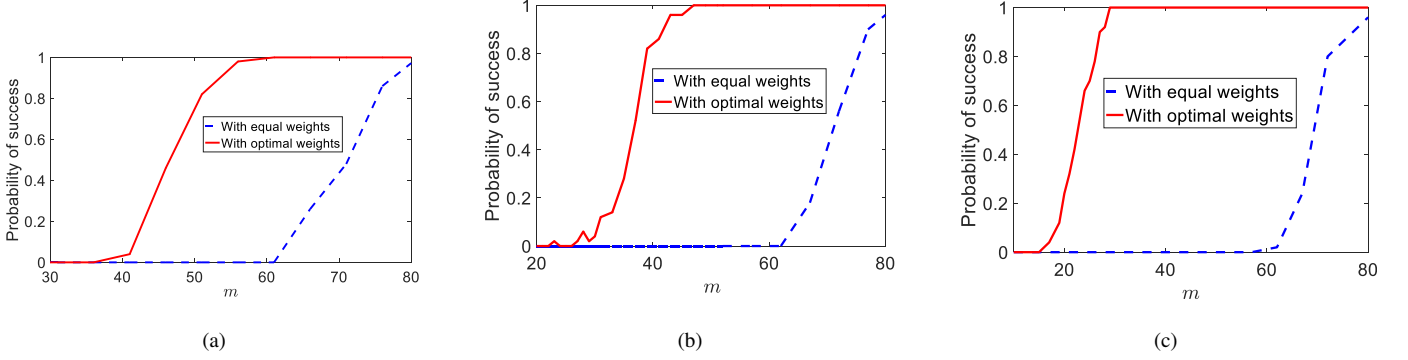 Probability of success
1
0.8
0.6
0.4
0.2
0
30 40 50 60 70 80
m
With equal weights
With optimal weights
(a)
Probability of success
1
0.8
0.6
0.4
0.2
0
20 40 60 80
m
With equal weights
With optimal weights
(b)
Probability of success
1
0.8
0.6
0.4
0.2
0
20 40 60 80
m
With equal weights
With optimal weights
(c)